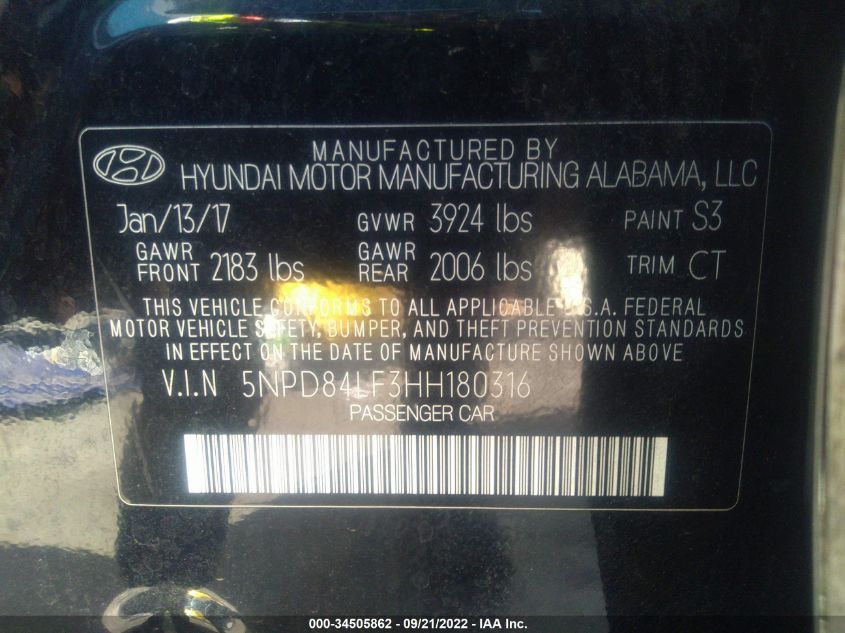 MANUFACTURED BY
HYUNDAI MOTOR MANUFACTURING ALABAMA, LLC
Jan/13/17 GVWR 3924 lbs PAINT S3
GAWR FRONT 2183 lbs GAWR REAR 2006 lbs TRIM CT
THIS VEHICLE CONFORMS TO ALL APPLICABLE U.S.A. FEDERAL
MOTOR VEHICLE SAFETY, BUMPER, AND THEFT PREVENTION STANDARDS
IN EFFECT ON THE DATE OF MANUFACTURE SHOWN ABOVE
V.I.N 5NPD84LF3HH180316
PASSENGER CAR
000-34505862 - 09/21/2022 - IAA Inc.